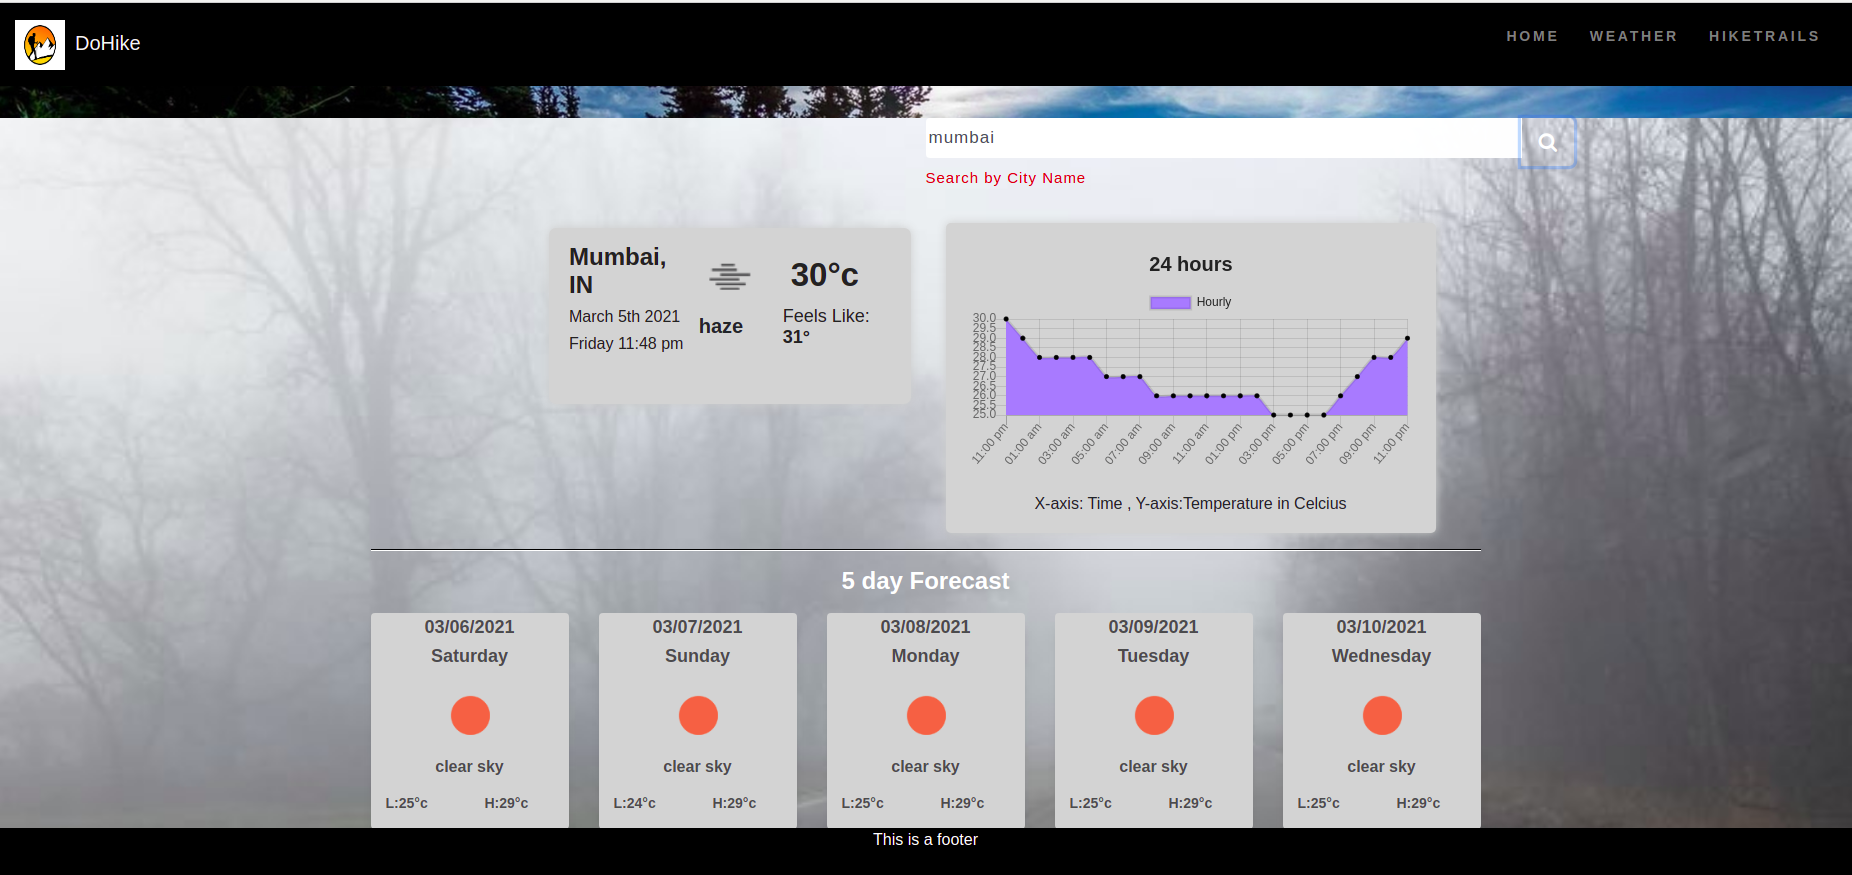 DoHike
HOME WEATHER HIKETRAILS
mumbai
Search by City Name
Mumbai,
IN
March 5th 2021
Friday 11:48 pm
haze
30°c
Feels Like:
31°
24 hours
Hourly
30.0
29.5
29.0
28.5
28.0
27.5
27.0
26.5
26.0
25.5
25.0
11:00 pm 01:00 am 03:00 am 05:00 am 07:00 am 09:00 am 11:00 am 01:00 pm 03:00 pm 05:00 pm 07:00 pm 09:00 pm 11:00 pm
X-axis: Time , Y-axis:Temperature in Celcius
5 day Forecast
03/06/2021
Saturday
clear sky
L:25°c H:29°c
03/07/2021
Sunday
clear sky
L:24°c H:29°c
03/08/2021
Monday
clear sky
L:25°c H:29°c
03/09/2021
Tuesday
clear sky
L:25°c H:29°c
03/10/2021
Wednesday
clear sky
L:25°c H:29°c
This is a footer